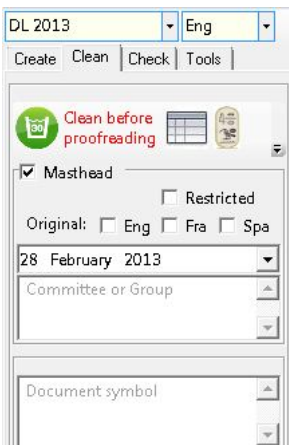 DL 2013 Eng
Create Clean Check Tools
30 Clean before
proofreading
Masthead
Restricted
Original: Eng Fra Spa
28 February 2013
Committee or Group
Document symbol